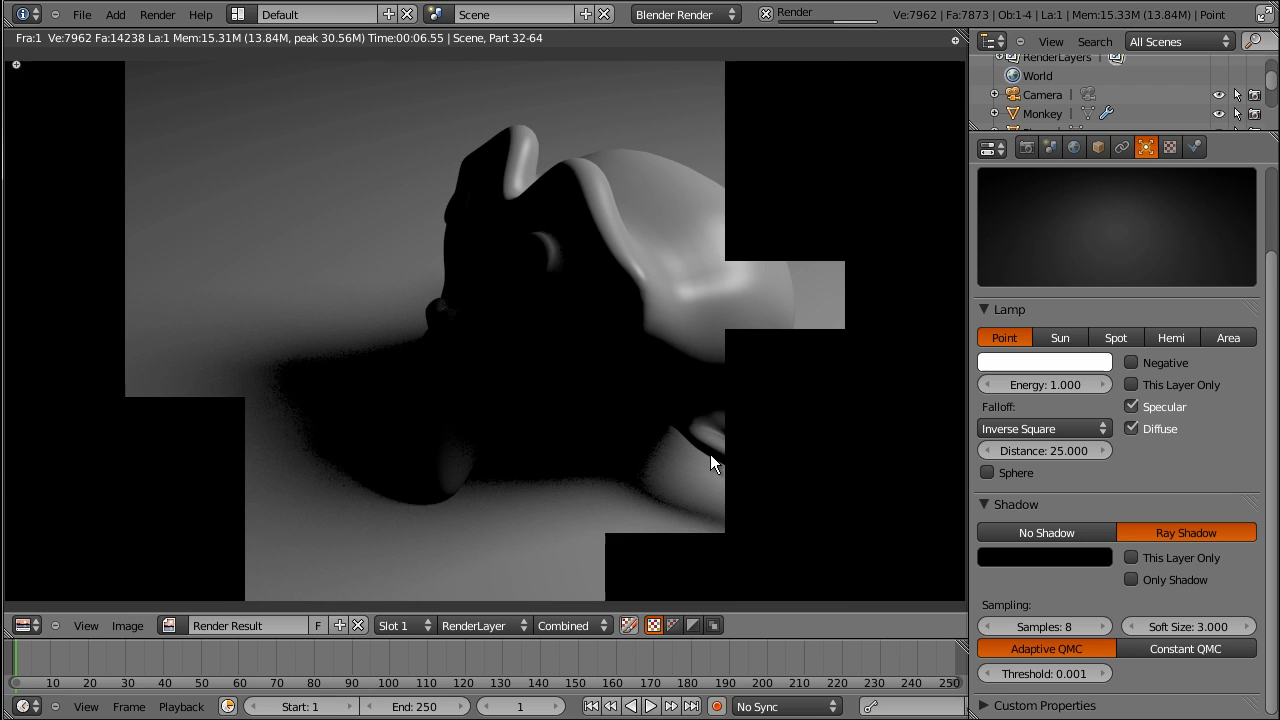 File Add Render Help Default Scene Blender Render Render Ve:7962 | Fa:7873 | Ob:1-4 | La:1 | Mem:15.33M (13.84M) | Point
Fra:1 Ve:7962 Fa:14238 La:1 Mem:15.31M (13.84M, peak 30.56M) Time:00:06.55 | Scene, Part 32-64
View Search All Scenes
RenderLayers |
World
Camera |
Monkey |
Lamp
Point Sun Spot Hemi Area
Negative
Energy: 1.000 This Layer Only
Falloff: Specular
Inverse Square Diffuse
Distance: 25.000
Sphere
Shadow
No Shadow Ray Shadow
This Layer Only
Only Shadow
Sampling:
Samples: 8 Soft Size: 3.000
Adaptive QMC Constant QMC
Threshold: 0.001
Custom Properties
View Image Render Result F Slot 1 RenderLayer Combined
10 20 30 40 50 60 70 80 90 100 110 120 130 140 150 160 170 180 190 200 210 220 230 240 250
View Frame Playback Start: 1 End: 250 1 No Sync